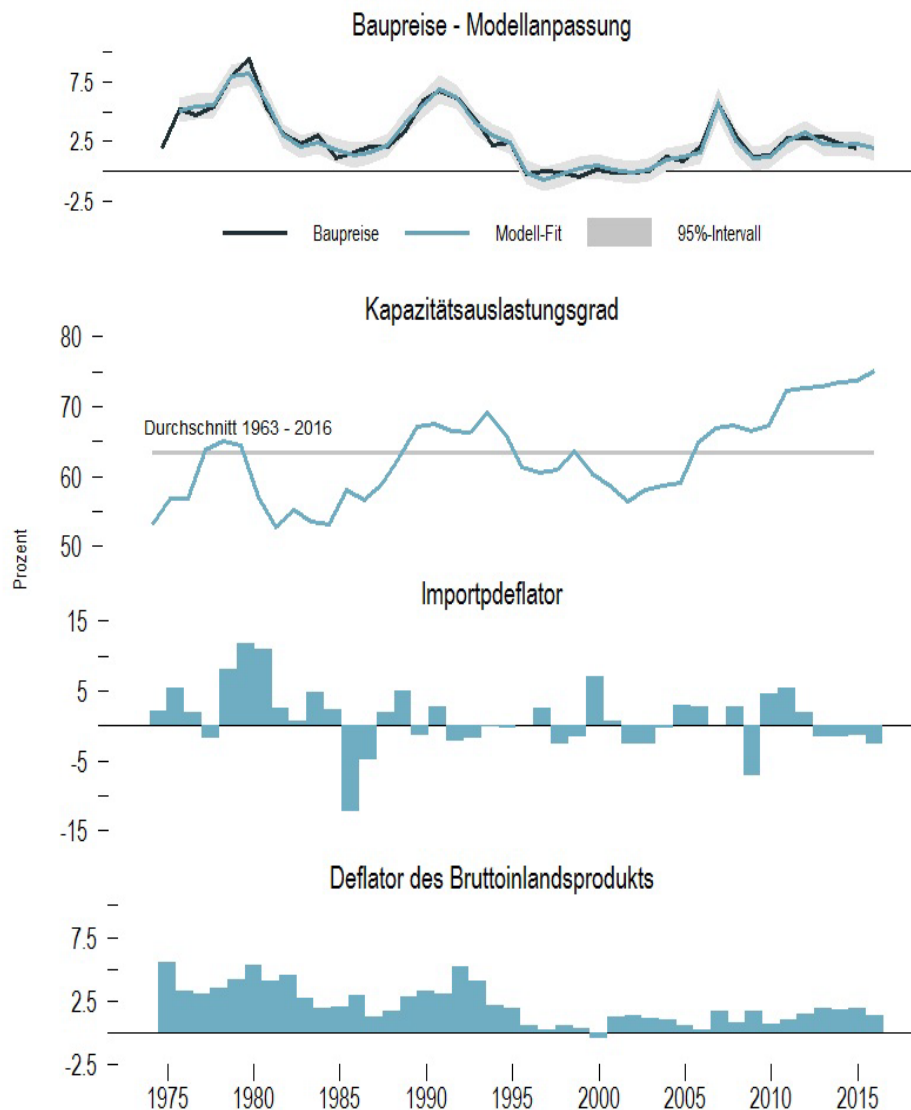 Baupreise - Modellanpassung
7.5
2.5
-2.5
Baupreise Modell-Fit 95%-Intervall
Kapazitätsauslastungsgrad
80
70
Durchschnitt 1963 - 2016
60
50
Prozent
Importpdeflator
15
5
-5
-15
Deflator des Bruttoinlandsprodukts
7.5
2.5
-2.5
1975 1980 1985 1990 1995 2000 2005 2010 2015